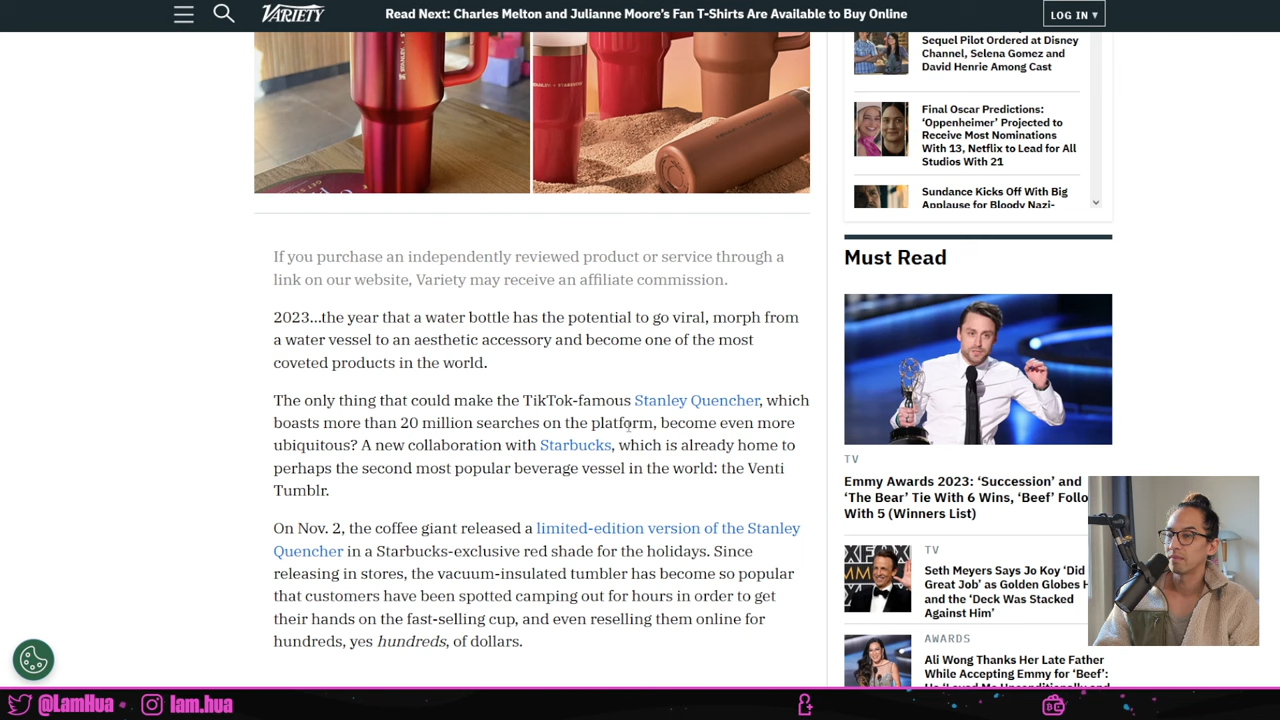 VARIETY
Read Next: Charles Melton and Julianne Moore's Fan T-Shirts Are Available to Buy Online
LOG IN ▾
If you purchase an independently reviewed product or service through a
link on our website, Variety may receive an affiliate commission.
2023...the year that a water bottle has the potential to go viral, morph from
a water vessel to an aesthetic accessory and become one of the most
coveted products in the world.
The only thing that could make the TikTok-famous Stanley Quencher, which
boasts more than 20 million searches on the platform, become even more
ubiquitous? A new collaboration with Starbucks, which is already home to
perhaps the second most popular beverage vessel in the world: the Venti
Tumblr.
On Nov. 2, the coffee giant released a limited-edition version of the Stanley
Quencher in a Starbucks-exclusive red shade for the holidays. Since
releasing in stores, the vacuum-insulated tumbler has become so popular
that customers have been spotted camping out for hours in order to get
their hands on the fast-selling cup, and even reselling them online for
hundreds, yes hundreds, of dollars.
Sequel Pilot Ordered at Disney
Channel, Selena Gomez and
David Henrie Among Cast
Final Oscar Predictions:
'Oppenheimer' Projected to
Receive Most Nominations
With 13, Netflix to Lead for All
Studios With 21
Sundance Kicks Off With Big
Applause for Bloody Nazi-
Must Read
TV
Emmy Awards 2023: 'Succession' and
'The Bear' Tie With 6 Wins, 'Beef' Follo
With 5 (Winners List)
TV
Seth Meyers Says Jo Koy 'Did
Great Job' as Golden Globes H
and the 'Deck Was Stacked
Against Him'
AWARDS
Ali Wong Thanks Her Late Father
While Accepting Emmy for 'Beef':
@LamHua
lam.hua